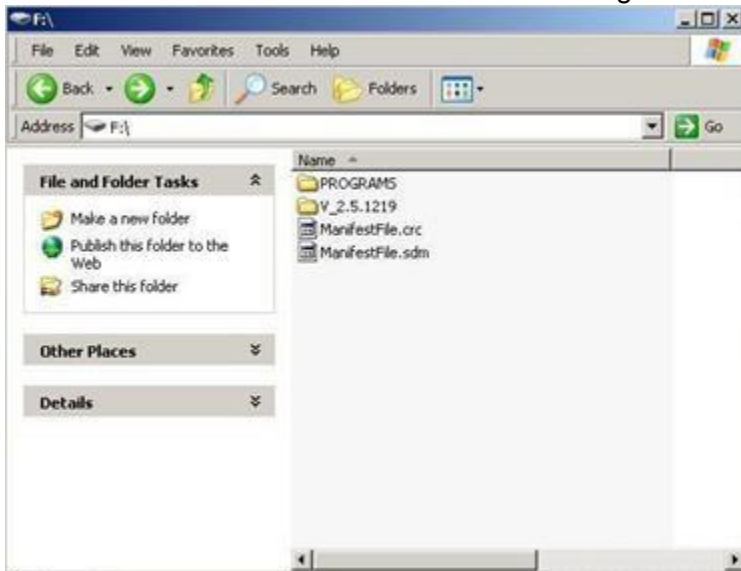 F:\
File Edit View Favorites Tools Help
Back Search Folders
Address F:\ Go
File and Folder Tasks
Make a new folder
Publish this folder to the
Web
Share this folder
Other Places
Details
Name
PROGRAMS
V_2.5.1219
ManifestFile.crc
ManifestFile.sdm